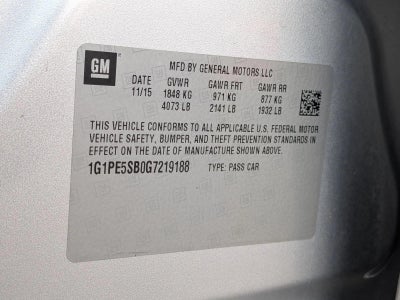 GM
MFD BY GENERAL MOTORS LLC
DATE GVWR GAWR FRT GAWR RR
11/15 1848 KG 971 KG 877 KG
4073 LB 2141 LB 1932 LB
THIS VEHICLE CONFORMS TO ALL APPLICABLE U.S. FEDERAL MOTOR
VEHICLE SAFETY, BUMPER, AND THEFT PREVENTION STANDARDS IN
EFFECT ON THE DATE OF MANUFACTURE SHOWN ABOVE.
1G1PE5SB0G7219188 TYPE: PASS CAR